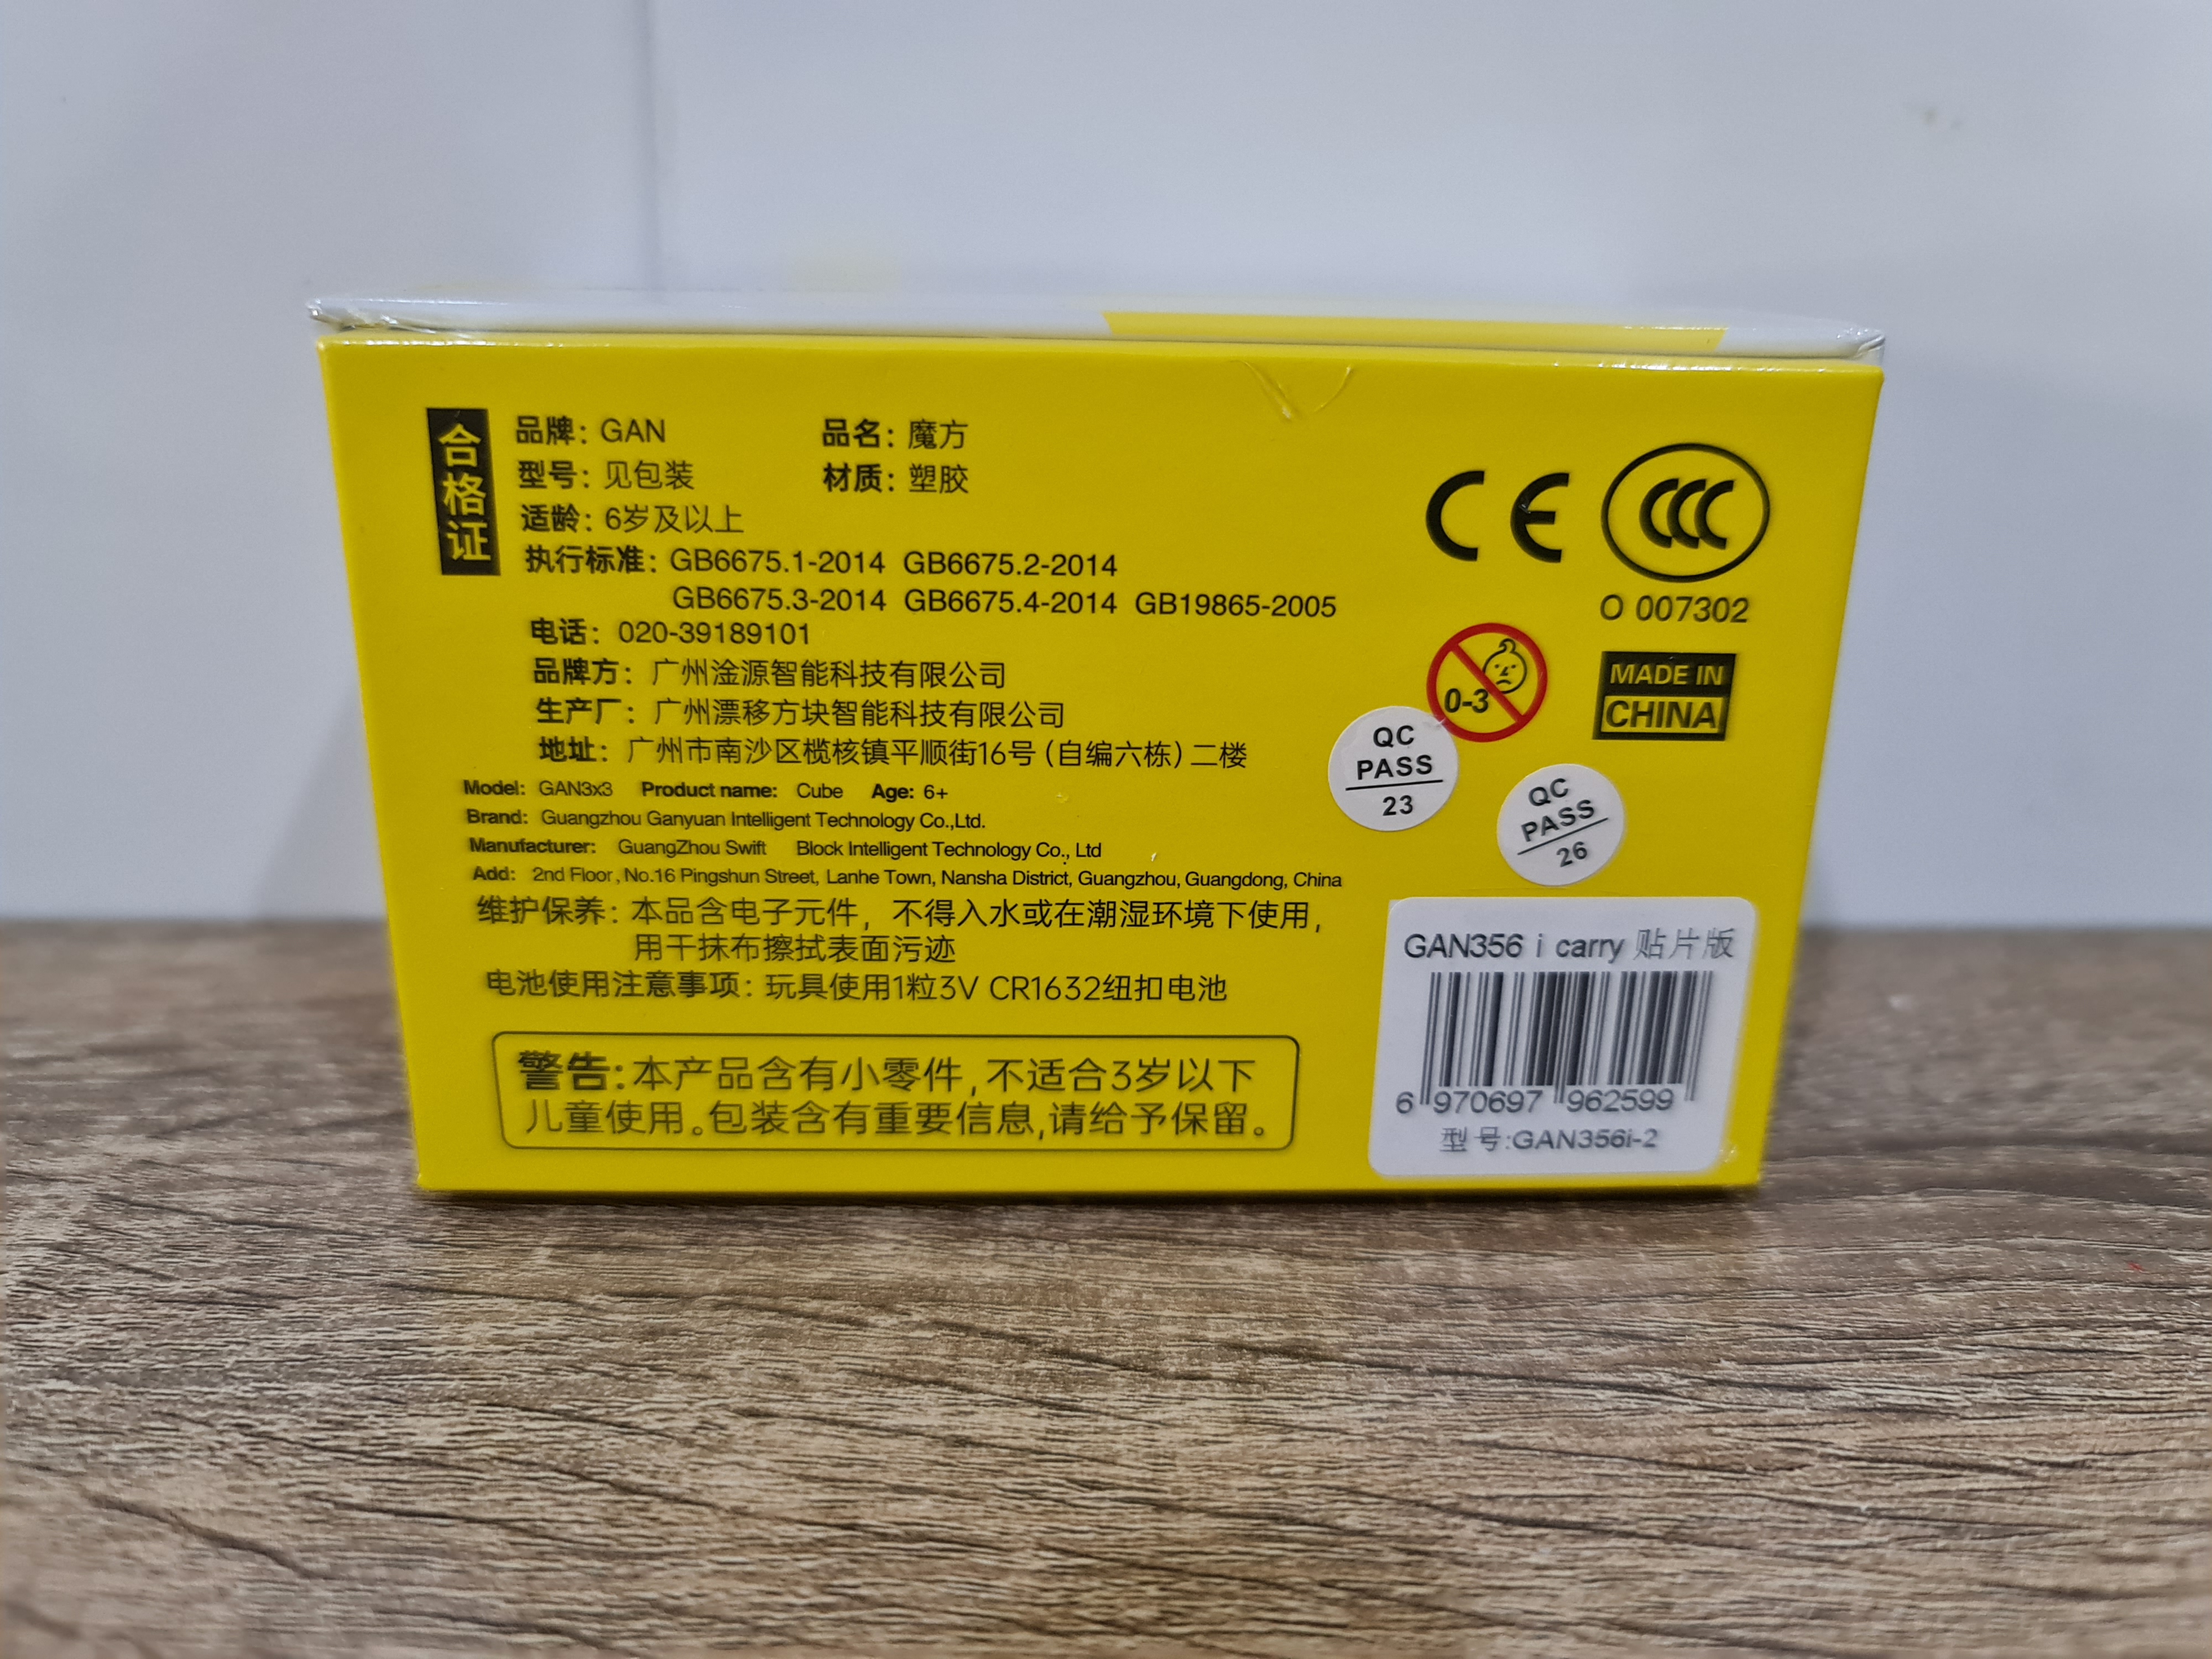 合格证
品牌：GAN 品名：魔方
型号：见包装 材质：塑胶
适龄：6岁及以上
执行标准：GB6675.1-2014 GB6675.2-2014
GB6675.3-2014 GB6675.4-2014 GB19865-2005
电话：020-39189101
品牌方：广州淦源智能科技有限公司
生产厂：广州漂移方块智能科技有限公司
地址：广州市南沙区榄核镇平顺街16号（自编六栋）二楼
Model: GAN3x3 Product name: Cube Age: 6+
Brand: Guangzhou Ganyuan Intelligent Technology Co.,Ltd.
Manufacturer: GuangZhou Swift Block Intelligent Technology Co., Ltd
Add: 2nd Floor, No.16 Pingshun Street, Lanhe Town, Nansha District, Guangzhou, Guangdong, China
维护保养：本品含电子元件，不得入水或在潮湿环境下使用，
用干抹布擦拭表面污迹
电池使用注意事项：玩具使用1粒3V CR1632纽扣电池
警告：本产品含有小零件，不适合3岁以下
儿童使用。包装含有重要信息，请给予保留。
CE CCC
O 007302
0-3
MADE IN
CHINA
QC
PASS
23
QC
PASS
26
GAN356 i carry 贴片版
6 970697 962599
型号:GAN356i-2